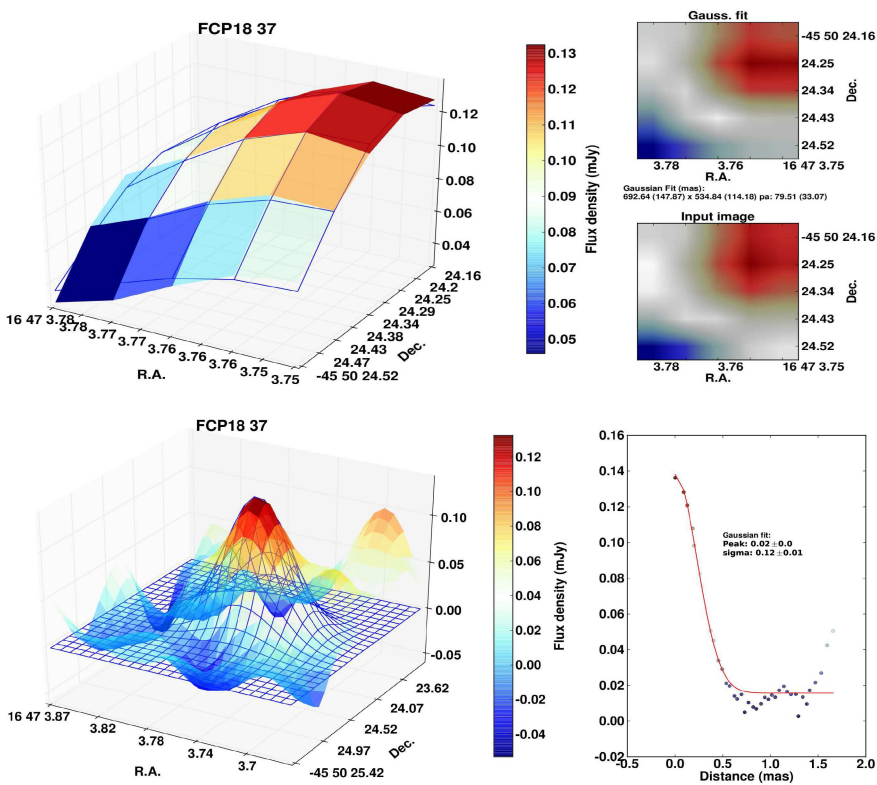 FCP18 37
0.12
0.10
0.08
0.06
0.04
24.16
24.2
24.25
24.29
24.34
24.38
24.43
24.47
-45 50 24.52
Dec.
16 47 3.78
3.78
3.77
3.77
3.76
3.76
3.76
3.75
3.75
R.A.
0.13
0.12
0.11
0.10
0.09
0.08
0.07
0.06
0.05
Flux density (mJy)
Gauss. fit
-45 50 24.16
24.25
24.34
24.43
24.52
Dec.
3.78
3.76
16 47 3.75
R.A.
Gaussian Fit (mas):
692.64 (147.87) x 534.84 (114.18) pa: 79.51 (33.07)
Input image
-45 50 24.16
24.25
24.34
24.43
24.52
Dec.
3.78
3.76
16 47 3.75
R.A.
FCP18 37
0.10
0.05
0.00
-0.05
23.62
24.07
24.52
24.97
-45 50 25.42
Dec.
16 47 3.87
3.82
3.78
3.74
3.7
R.A.
0.12
0.10
0.08
0.06
0.04
0.02
0.00
-0.02
-0.04
Flux density (mJy)
0.16
0.14
0.12
0.10
0.08
0.06
0.04
0.02
0.00
-0.02
Gaussian fit:
Peak: 0.02±0.0
sigma: 0.12±0.01
-0.5
0.0
0.5
1.0
1.5
2.0
Distance (mas)